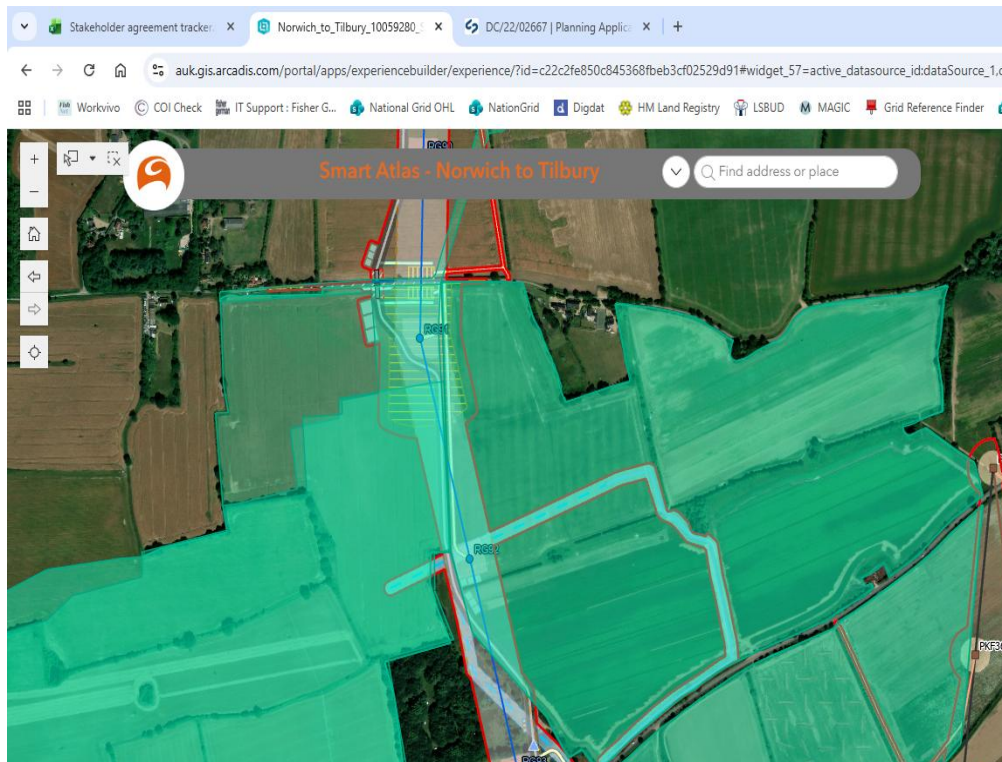 Stakeholder agreement tracker.
Norwich_to_Tilbury_10059280_
DC/22/02667 | Planning Applic
auk.gis.arcadis.com/portal/apps/experiencebuilder/experience/?id=c22c2fe850c845368fbeb3cf02529d91#widget_57=active_datasource_id:dataSource_1,
Workvivo
COI Check
IT Support : Fisher G...
National Grid OHL
NationGrid
Digdat
HM Land Registry
LSBUD
MAGIC
Grid Reference Finder
Smart Atlas - Norwich to Tilbury
Find address or place
RG91
RG92